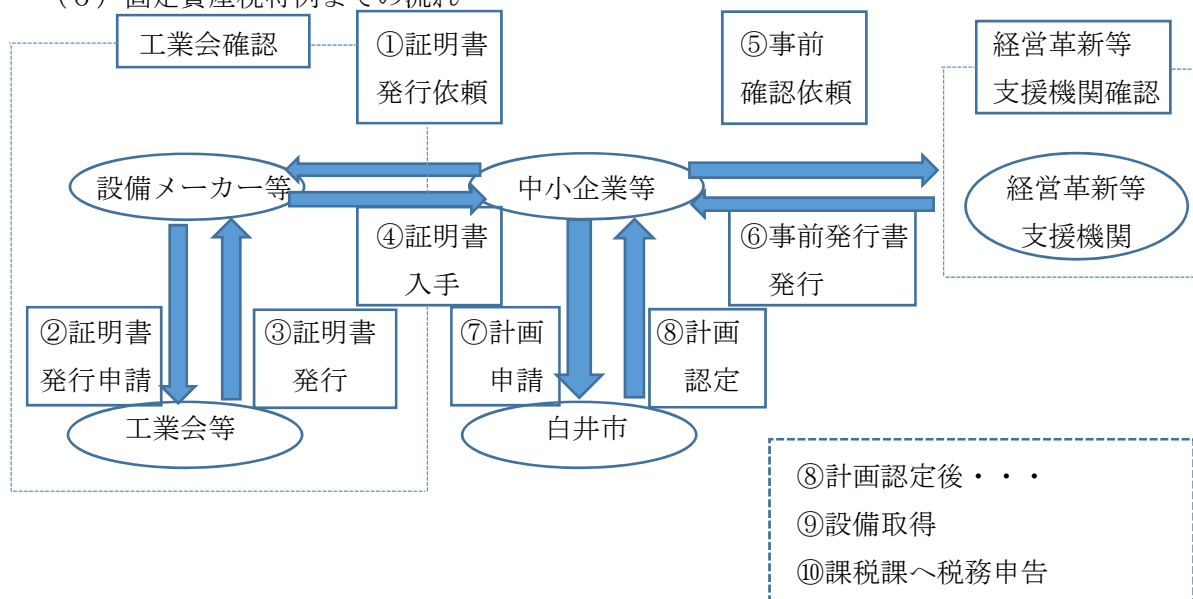 工業会確認
①証明書
発行依頼
⑤事前
確認依頼
経営革新等
支援機関確認
設備メーカー等
中小企業等
経営革新等
支援機関
④証明書
入手
⑥事前発行書
発行
②証明書
発行申請
③証明書
発行
⑦計画
申請
⑧計画
認定
工業会等
白井市
⑧計画認定後・・・
⑨設備取得
⑩課税課へ税務申告